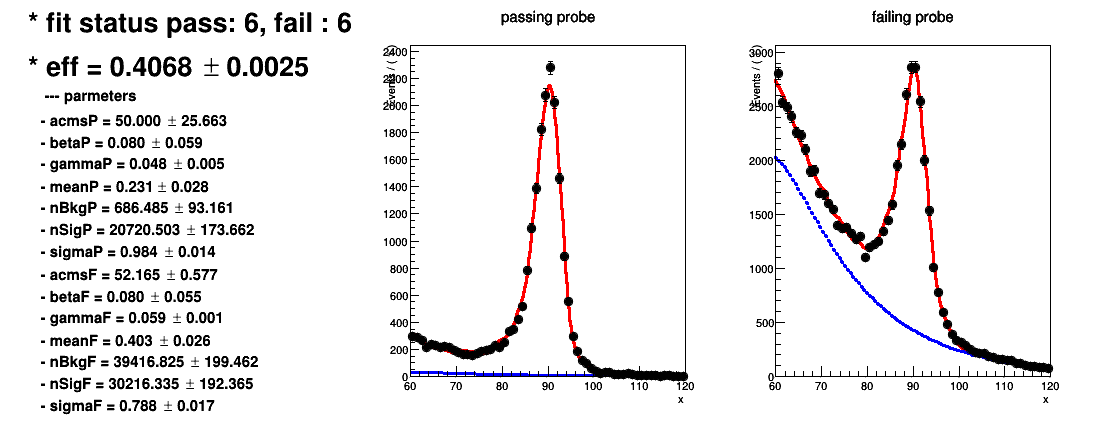 * fit status pass: 6, fail : 6
* eff = 0.4068 ± 0.0025
--- parmeters
- acmsP = 50.000 ± 25.663
- betaP = 0.080 ± 0.059
- gammaP = 0.048 ± 0.005
- meanP = 0.231 ± 0.028
- nBkgP = 686.485 ± 93.161
- nSigP = 20720.503 ± 173.662
- sigmaP = 0.984 ± 0.014
- acmsF = 52.165 ± 0.577
- betaF = 0.080 ± 0.055
- gammaF = 0.059 ± 0.001
- meanF = 0.403 ± 0.026
- nBkgF = 39416.825 ± 199.462
- nSigF = 30216.335 ± 192.365
- sigmaF = 0.788 ± 0.017
passing probe
Events / ( )
2400
2200
2000
1800
1600
1400
1200
1000
800
600
400
200
0
60 70 80 90 100 110 120
x
failing probe
Events / ( )
3000
2500
2000
1500
1000
500
0
60 70 80 90 100 110 120
x